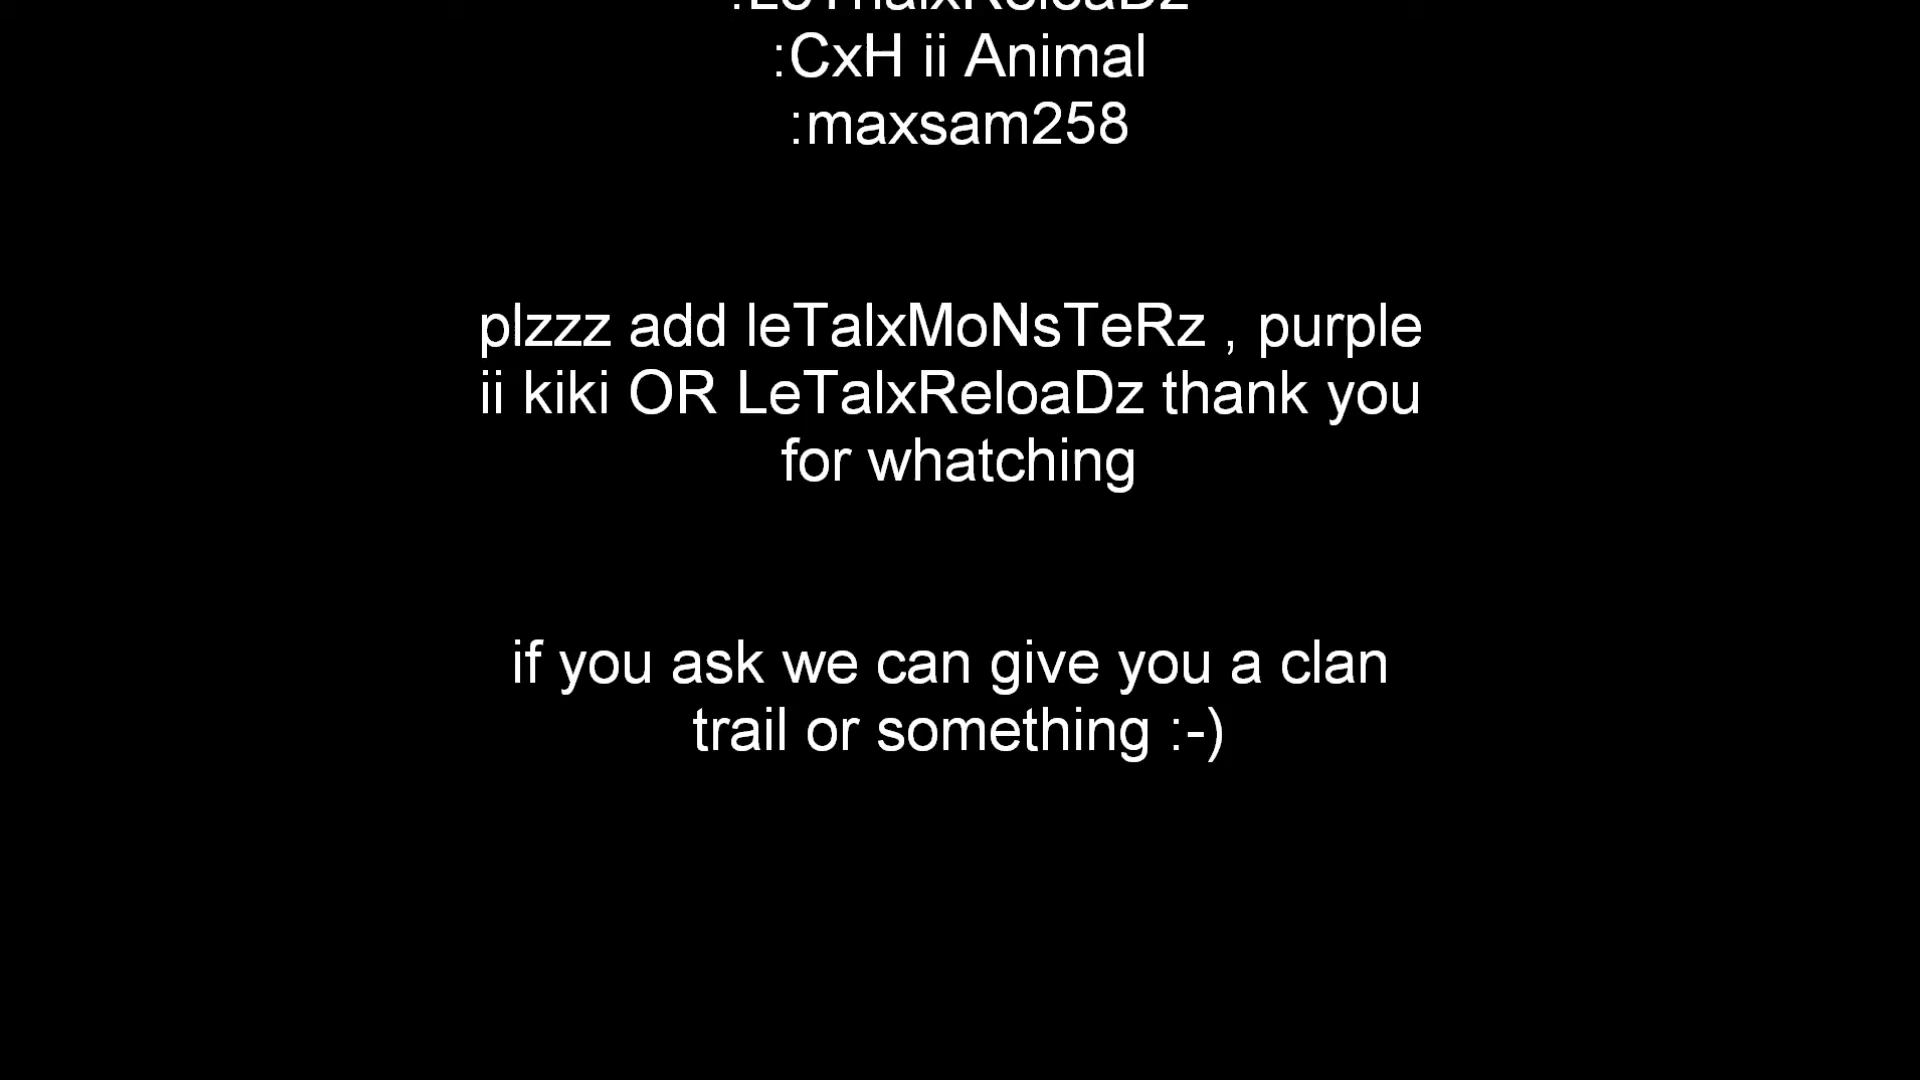 :LeThalxReloaDz
:CxH ii Animal
:maxsam258
plzzz add leTalxMoNsTeRz , purple
ii kiki OR LeTalxReloaDz thank you
for whatching
if you ask we can give you a clan
trail or something :-)